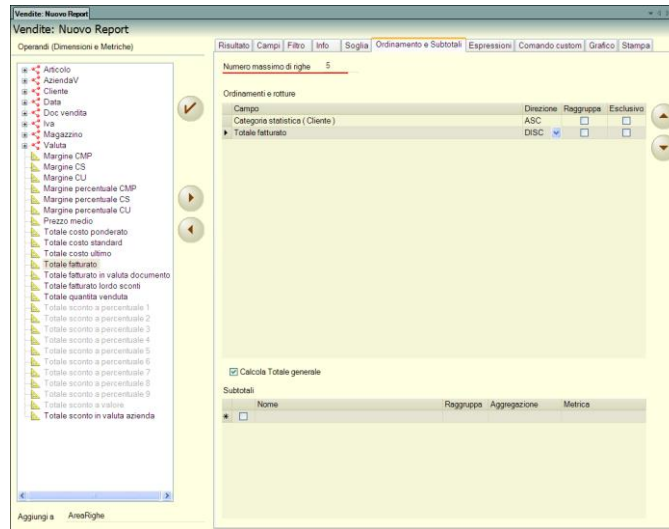 Vendite: Nuovo Report
Vendite: Nuovo Report
Operandi (Dimensioni e Metriche)
Articolo
AziendaV
Cliente
Data
Doc vendita
Iva
Magazzino
Valuta
Margine CMP
Margine CS
Margine CU
Margine percentuale CMP
Margine percentuale CS
Margine percentuale CU
Prezzo medio
Totale costo ponderato
Totale costo standard
Totale costo ultimo
Totale fatturato
Totale fatturato in valuta documento
Totale fatturato lordo sconti
Totale quantita venduta
Totale sconto a percentuale 1
Totale sconto a percentuale 2
Totale sconto a percentuale 3
Totale sconto a percentuale 4
Totale sconto a percentuale 5
Totale sconto a percentuale 6
Totale sconto a percentuale 7
Totale sconto a percentuale 8
Totale sconto a percentuale 9
Totale sconto a valore
Totale sconto in valuta azienda
Aggiungi a AreaRighe
Risultato Campi Filtro Info Soglia Ordinamento e Subtotali Espressioni Comando custom Grafico Stampa
Numero massimo di righe 5
Ordinamenti e rotture
Campo Direzione Raggruppa Esclusivo
Categoria statistica ( Cliente ) ASC
Totale fatturato DISC
Calcola Totale generale
Subtotali
Nome Raggruppa Aggregazione Metrica